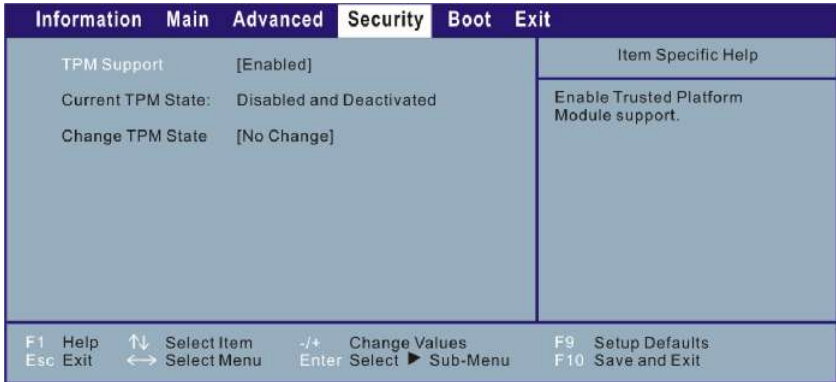 Information Main Advanced Security Boot Exit
TPM Support [Enabled]
Current TPM State: Disabled and Deactivated
Change TPM State [No Change]
Item Specific Help
Enable Trusted Platform
Module support.
F1 Help ↑↓ Select Item -/+ Change Values F9 Setup Defaults
Esc Exit ←→ Select Menu Enter Select ▶ Sub-Menu F10 Save and Exit